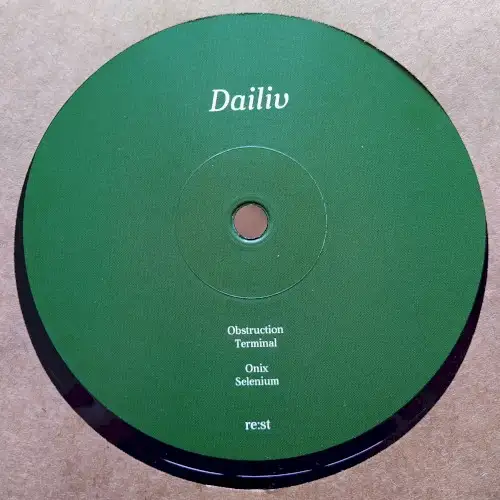 Dailiv
Obstruction
Terminal
Onix
Selenium
re:st